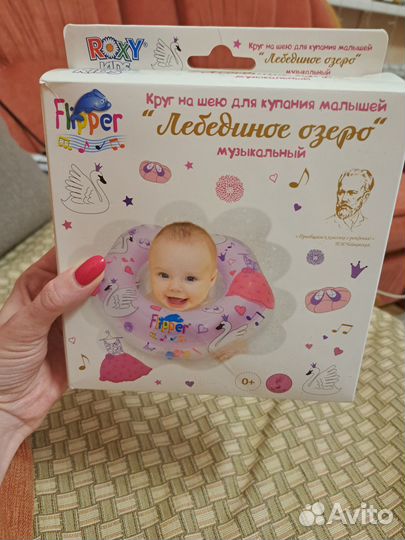 ROXY
KIDS
Круг на шею для купания малышей
"Лебединое озеро"
музыкальный
Flipper
Круг на шею для купания малышей
"Лебединое озеро"
музыкальный
Flipper
0+
Avito